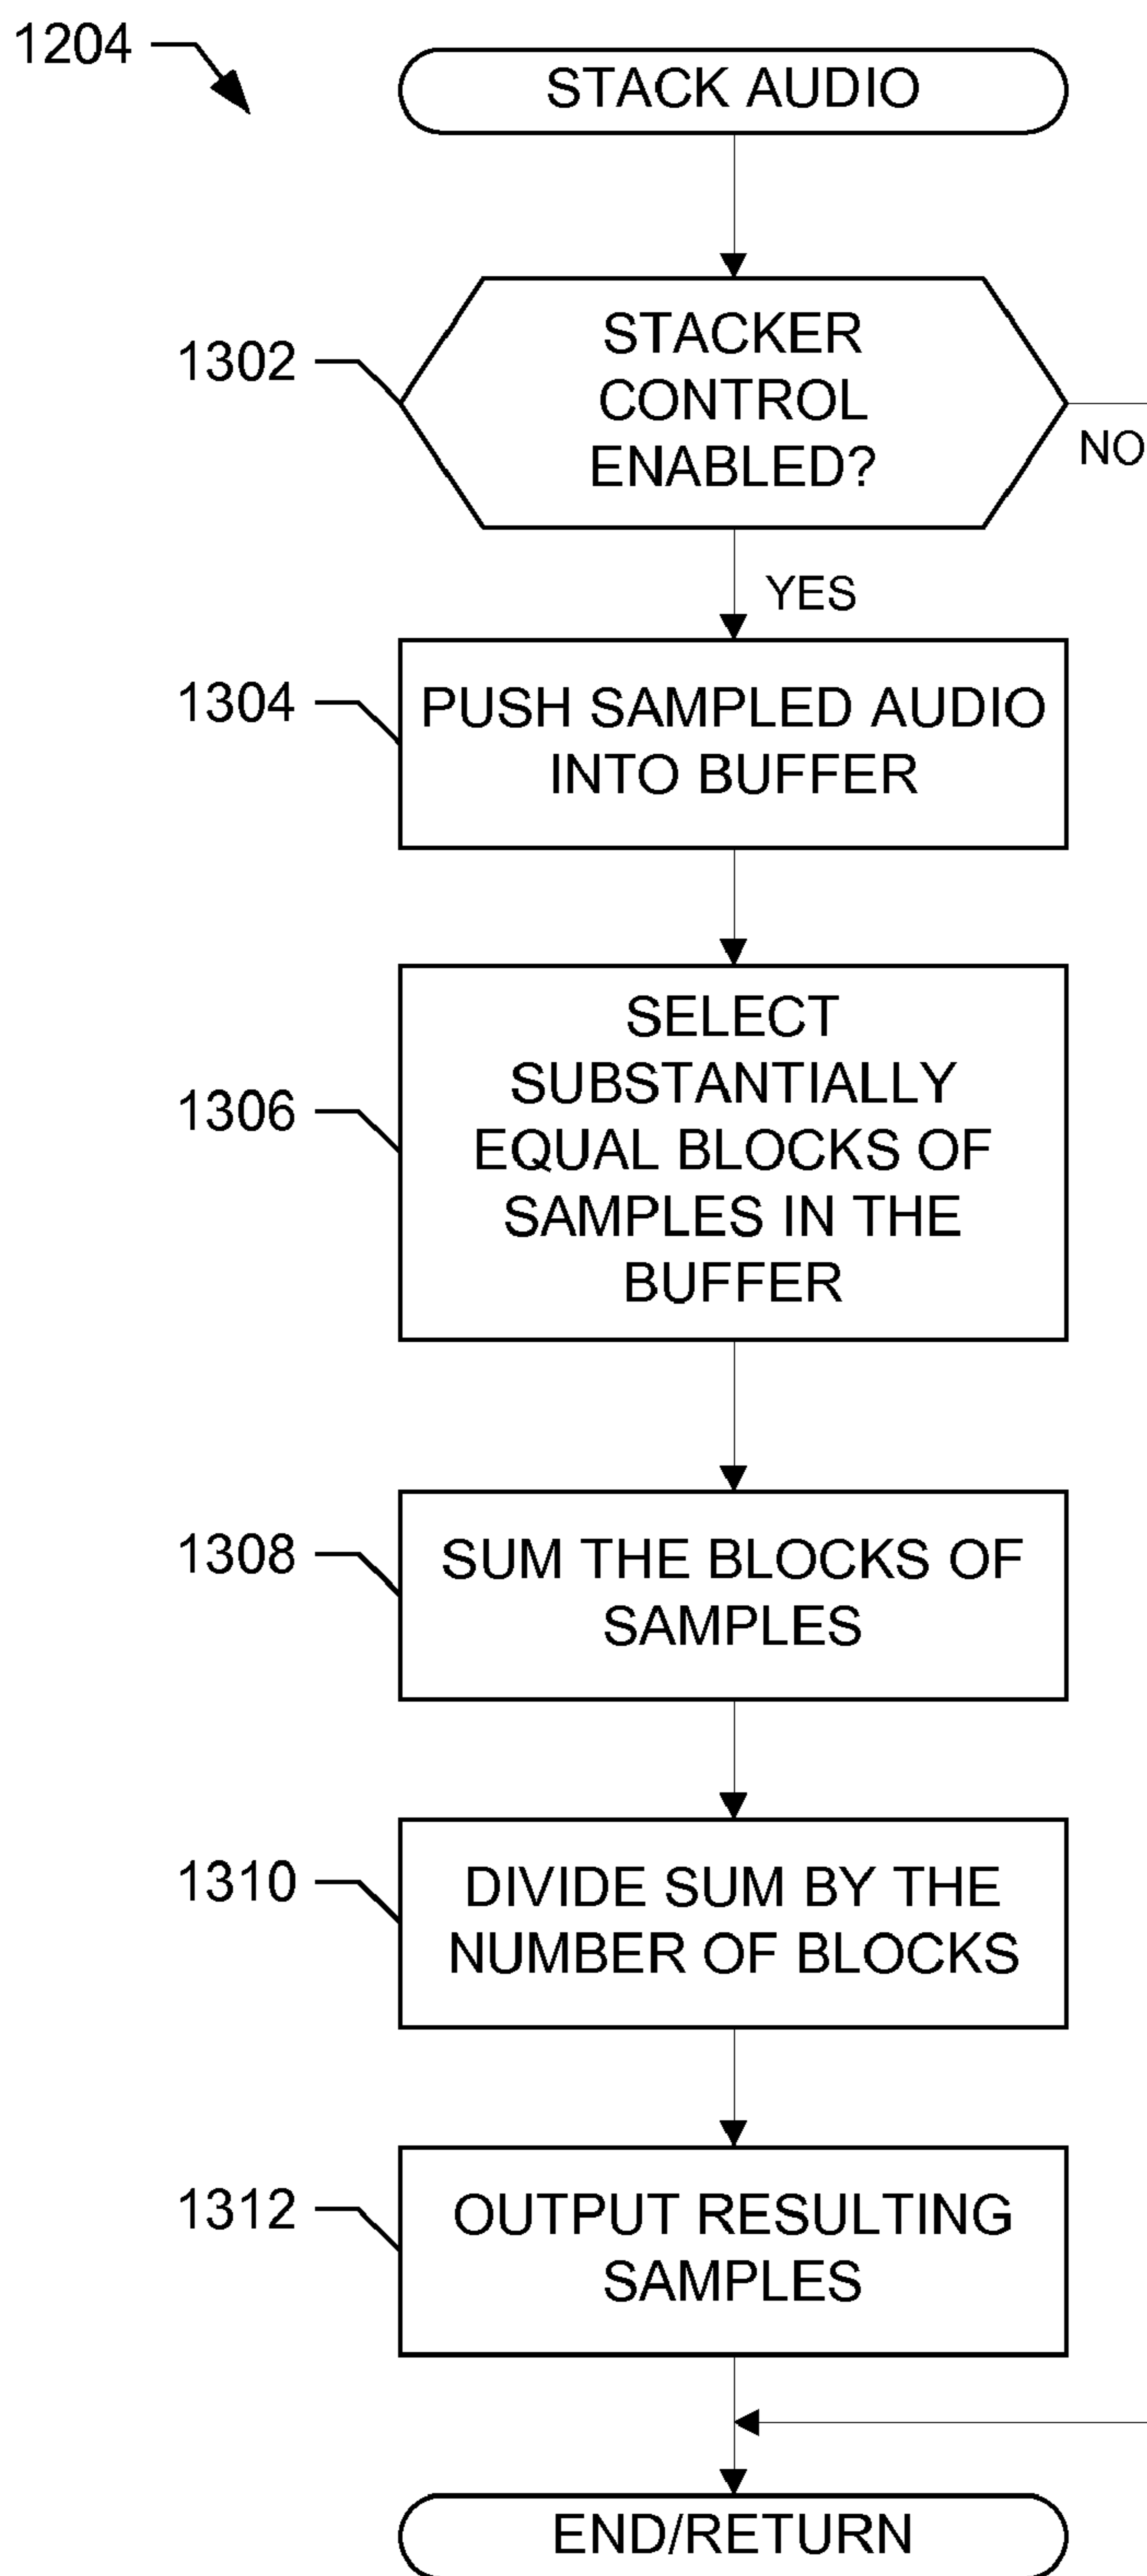 1204
STACK AUDIO
1302
STACKER
CONTROL
ENABLED?
NO
YES
1304
PUSH SAMPLED AUDIO
INTO BUFFER
1306
SELECT
SUBSTANTIALLY
EQUAL BLOCKS OF
SAMPLES IN THE
BUFFER
1308
SUM THE BLOCKS OF
SAMPLES
1310
DIVIDE SUM BY THE
NUMBER OF BLOCKS
1312
OUTPUT RESULTING
SAMPLES
END/RETURN